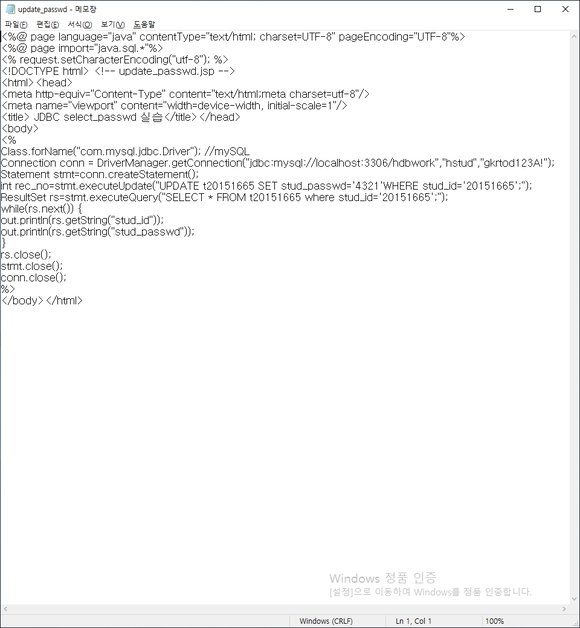 update_passwd - 메모장
파일(F) 편집(E) 서식(O) 보기(V) 도움말
<%@ page language="java" contentType="text/html; charset=UTF-8" pageEncoding="UTF-8"%>
<%@ page import="java.sql.*"%>
<% request.setCharacterEncoding("utf-8"); %>
<!DOCTYPE html> <!-- update_passwd.jsp -->
<html><head>
<meta http-equiv="Content-Type" content="text/html;meta charset=utf-8"/>
<meta name="viewport" content="width=device-width, initial-scale=1"/>
<title> JDBC select_passwd 실습</title></head>
<body>
<%
Class.forName("com.mysql.jdbc.Driver"); //mySQL
Connection conn = DriverManager.getConnection("jdbc:mysql://localhost:3306/hdbwork","hstud","gkrtod123A!");
Statement stmt=conn.createStatement();
int rec_no=stmt.executeUpdate("UPDATE t20151665 SET stud_passwd='4321'WHERE stud_id='20151665';");
ResultSet rs=stmt.executeQuery("SELECT * FROM t20151665 where stud_id='20151665';");
while(rs.next()) {
out.println(rs.getString("stud_id"));
out.println(rs.getString("stud_passwd"));
}
rs.close();
stmt.close();
conn.close();
%>
</body></html>
Windows 정품 인증
[설정]으로 이동하여 Windows를 정품 인증합니다.
Windows (CRLF) Ln 1, Col 1 100%